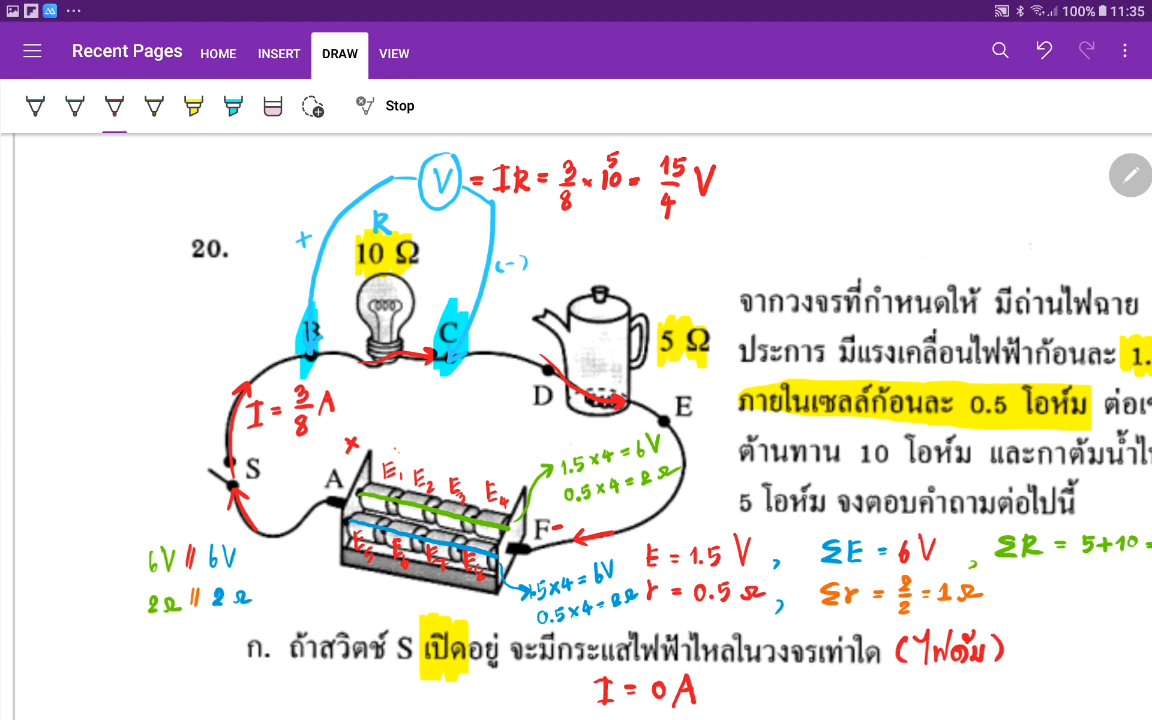 100% 11:35
Recent Pages HOME INSERT DRAW VIEW
Stop
V = IR = 3/8 × 10 5 = 15/4 V
R
+
(-)
20.
10 Ω
B
C
5 Ω
D
E
I = 3/8 A
S
A
+
E1 E2 E3 E4
1.5×4 = 6V
0.5×4 = 2Ω
F -
จากวงจรที่กำหนดให้ มีถ่านไฟฉาย
ประการ มีแรงเคลื่อนไฟฟ้าก้อนละ 1.
ภายในเซลล์ก้อนละ 0.5 โอห์ม
ต้านทาน 10 โอห์ม และกาต้มน้ำ
5 โอห์ม จงตอบคำถามต่อไปนี้
E5
6V // 6V
2Ω // 2Ω
1.5×4 = 6V
0.5×4 = 2Ω
E = 1.5 V , ΣE = 6V , ΣR = 5+10 =
r = 0.5 Ω , Σr = 2/2 = 1Ω
ก. ถ้าสวิตช์ S เปิดอยู่ จะมีกระแสไฟฟ้าไหลในวงจรเท่าใด (ไฟดับ)
I = 0 A